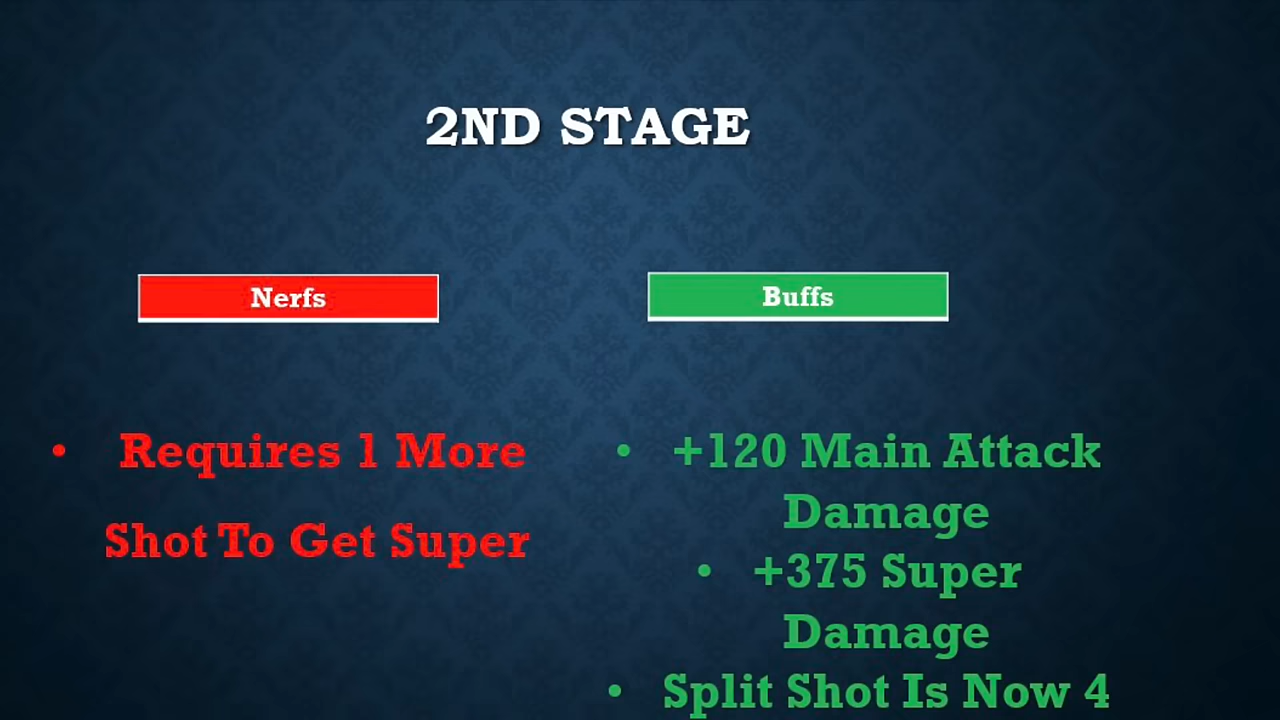 2ND STAGE
Nerfs
Buffs
• Requires 1 More
Shot To Get Super
• +120 Main Attack
Damage
• +375 Super
Damage
• Split Shot Is Now 4